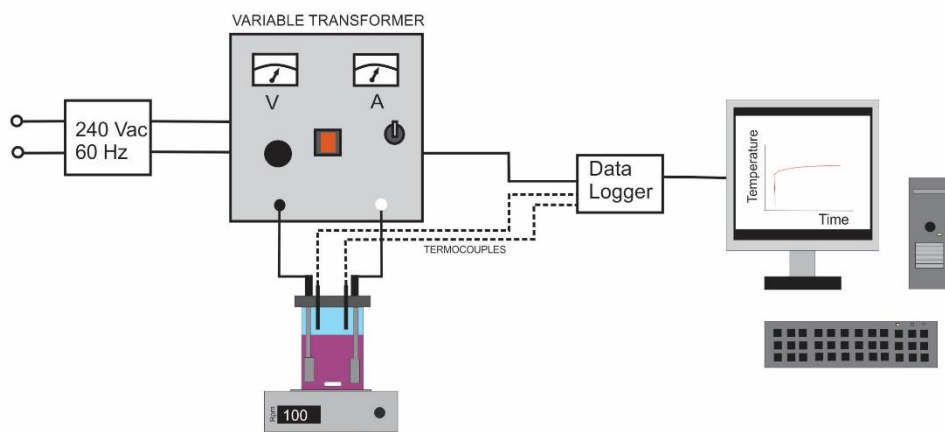 VARIABLE TRANSFORMER
V
A
240 Vac
60 Hz
Data
Logger
Temperature
Time
TERMOCOUPLES
Rpm
100